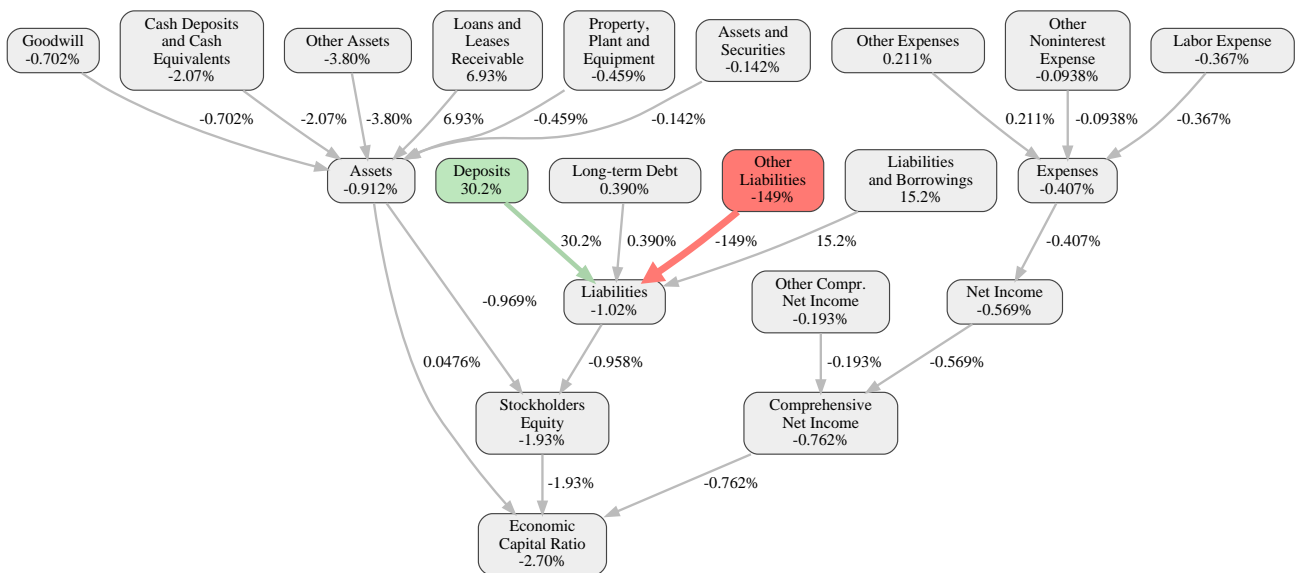 Goodwill
-0.702%
Cash Deposits
and Cash
Equivalents
-2.07%
Other Assets
-3.80%
Loans and
Leases
Receivable
6.93%
Property,
Plant and
Equipment
-0.459%
Assets and
Securities
-0.142%
Other Expenses
0.211%
Other
Noninterest
Expense
-0.0938%
Labor Expense
-0.367%
-0.702%
-2.07%
-3.80%
6.93%
-0.459%
-0.142%
0.211%
-0.0938%
-0.367%
Assets
-0.912%
Deposits
30.2%
Long-term Debt
0.390%
Other
Liabilities
-149%
Liabilities
and Borrowings
15.2%
Expenses
-0.407%
30.2%
0.390%
-149%
15.2%
-0.407%
-0.969%
Liabilities
-1.02%
Other Compr.
Net Income
-0.193%
Net Income
-0.569%
0.0476%
-0.958%
-0.193%
-0.569%
Stockholders
Equity
-1.93%
Comprehensive
Net Income
-0.762%
-1.93%
-0.762%
Economic
Capital Ratio
-2.70%